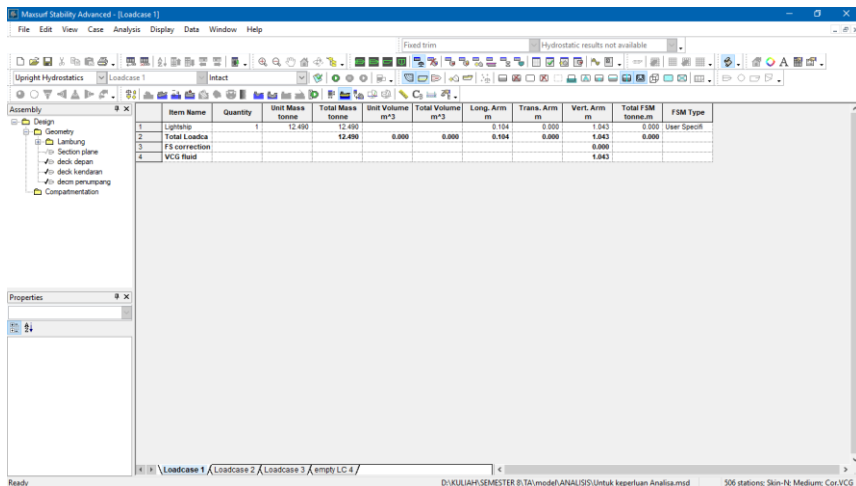 Maxsurf Stability Advanced - [Loadcase 1]
File Edit View Case Analysis Display Data Window Help
Fixed trim Hydrostatic results not available
Upright Hydrostatics Loadcase 1 Intact
Assembly
Design
Geometry
Lambung
Section plane
deck depan
deck kendaran
decm penumpang
Compartmentation
Item Name Quantity Unit Mass tonne Total Mass tonne Unit Volume m^3 Total Volume m^3 Long. Arm m Trans. Arm m Vert. Arm m Total FSM tonne.m FSM Type
1 Lightship 1 12.490 12.490 0.104 0.000 1.043 0.000 User Specifi
2 Total Loadca 12.490 0.000 0.000 0.104 0.000 1.043 0.000
3 FS correction 0.000
4 VCG fluid 1.043
Properties
Loadcase 1 Loadcase 2 Loadcase 3 empty LC 4
Ready D:\KULIAH\SEMESTER 8\TA\model\ANALISIS\Untuk keperluan Analisa.msd 506 stations; Skin-N; Medium; Cor.VCG